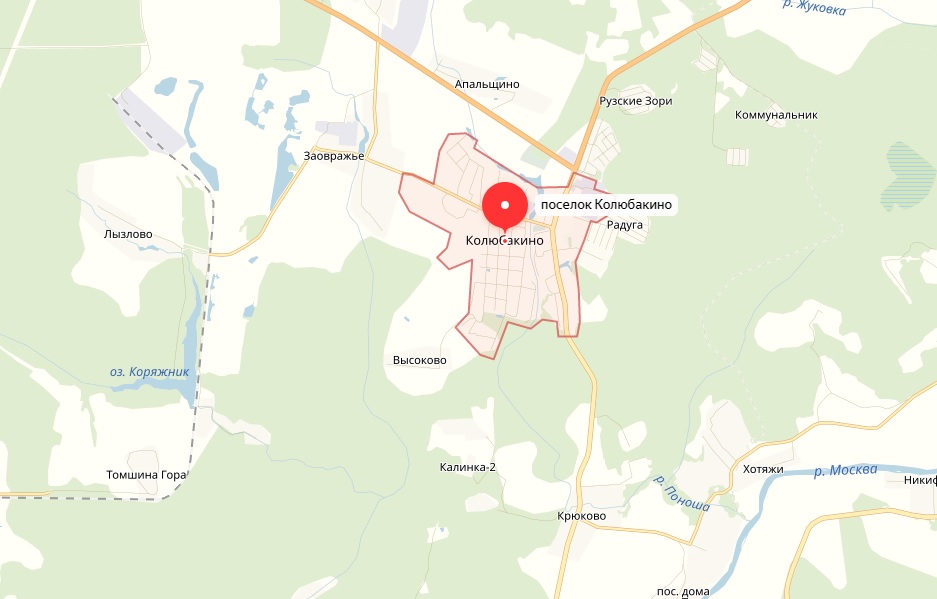 р. Жуковка
Апальщино
Рузские Зори
Коммунальник
Заовражье
поселок Колюбакино
Радуга
Лызлово
Колюбакино
Высоково
оз. Коряжник
Калинка-2
Хотяжи
р. Москва
Томшина Гора
Никиф
р. Поноша
Крюково
пос. дома